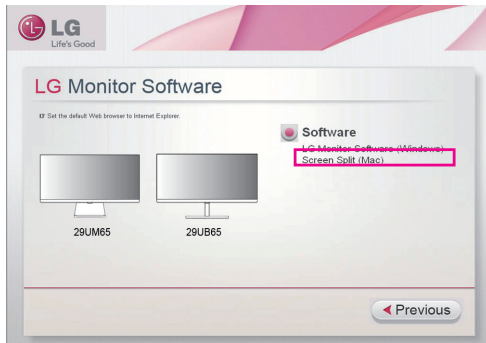 LG
Life's Good
LG Monitor Software
☞ Set the default Web browser to Internet Explorer.
Software
LG Monitor Software (Windows)
Screen Split (Mac)
29UM65
29UB65
Previous